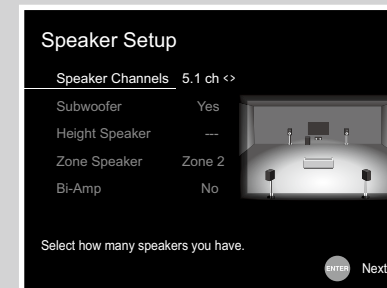 Speaker Setup
Speaker Channels 5.1 ch <>
Subwoofer Yes
Height Speaker ---
Zone Speaker Zone 2
Bi-Amp No
Select how many speakers you have.
ENTER Next